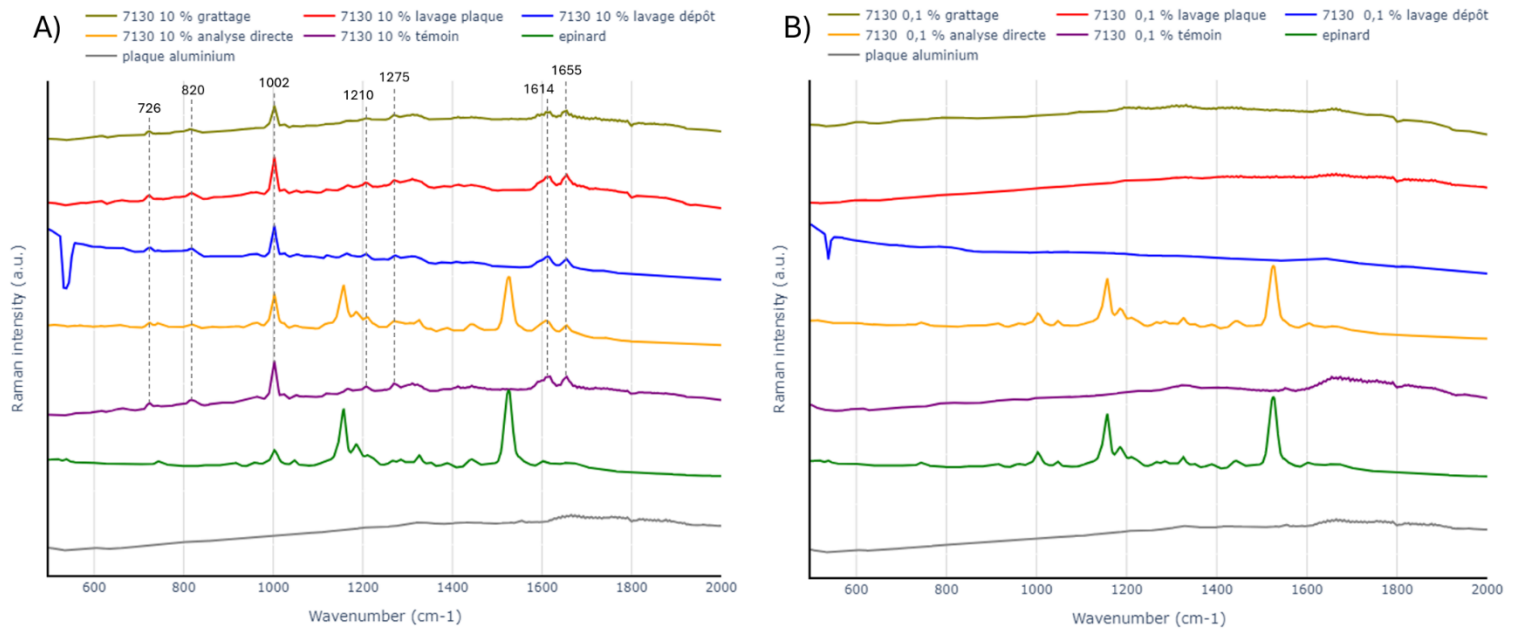 A)
7130 10 % grattage 7130 10 % lavage plaque 7130 10 % lavage dépôt
7130 10 % analyse directe 7130 10 % témoin epinard
plaque aluminium
726
820
1002
1210
1275
1614
1655
Raman intensity (a.u.)
600 800 1000 1200 1400 1600 1800 2000
Wavenumber (cm-1)
B)
7130 0,1 % grattage 7130 0,1 % lavage plaque 7130 0,1 % lavage dépôt
7130 0,1 % analyse directe 7130 0,1 % témoin epinard
plaque aluminium
Raman intensity (a.u.)
600 800 1000 1200 1400 1600 1800 2000
Wavenumber (cm-1)